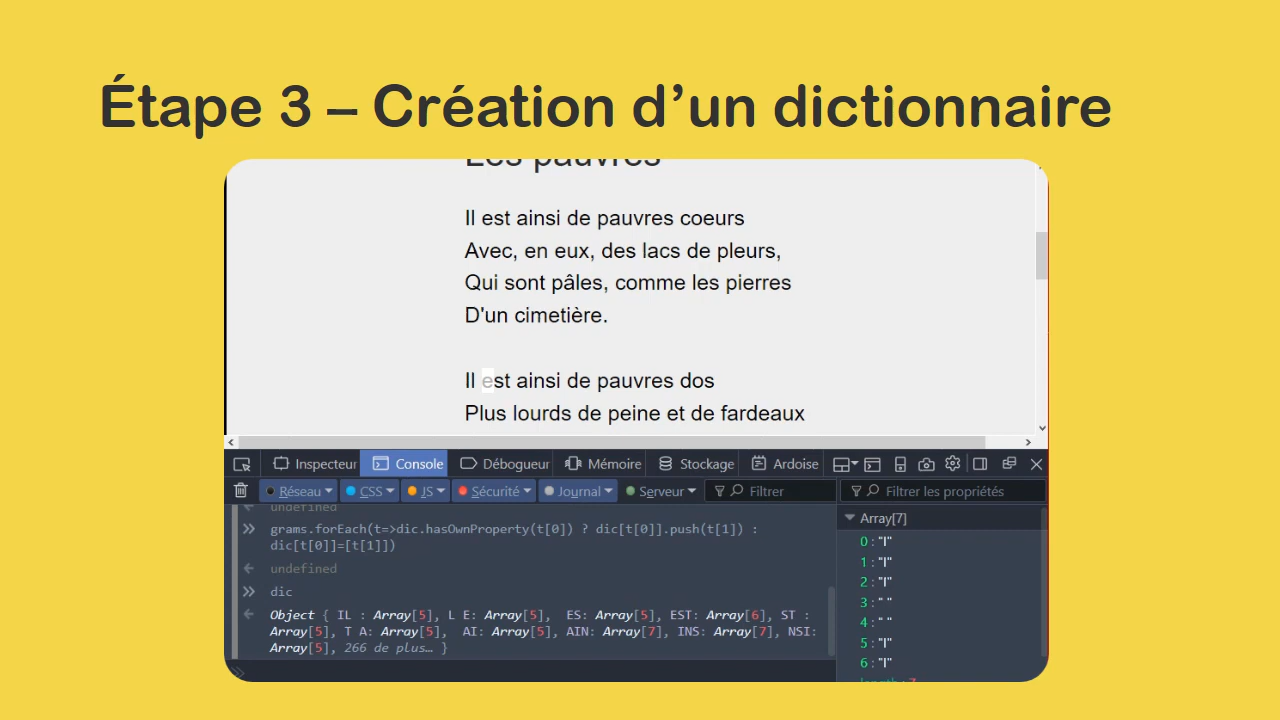 Étape 3 – Création d’un dictionnaire
Les pauvres
Il est ainsi de pauvres coeurs
Avec, en eux, des lacs de pleurs,
Qui sont pâles, comme les pierres
D'un cimetière.
Il est ainsi de pauvres dos
Plus lourds de peine et de fardeaux
Inspecteur Console Débogueur Mémoire Stockage Ardoise
Réseau CSS JS Sécurité Journal Serveur Filtrer Filtrer les propriétés
undefined
grams.forEach(t=>dic.hasOwnProperty(t[0]) ? dic[t[0]].push(t[1]) :
dic[t[0]]=[t[1]])
undefined
dic
Object { IL : Array[5], L E: Array[5],  ES: Array[5], EST: Array[6], ST :
Array[5], T A: Array[5],  AI: Array[5], AIN: Array[7], INS: Array[7], NSI:
Array[5], 266 de plus… }
Array[7]
0 : "I"
1 : "I"
2 : "I"
3 : " "
4 : " "
5 : "I"
6 : "I"
length : 7